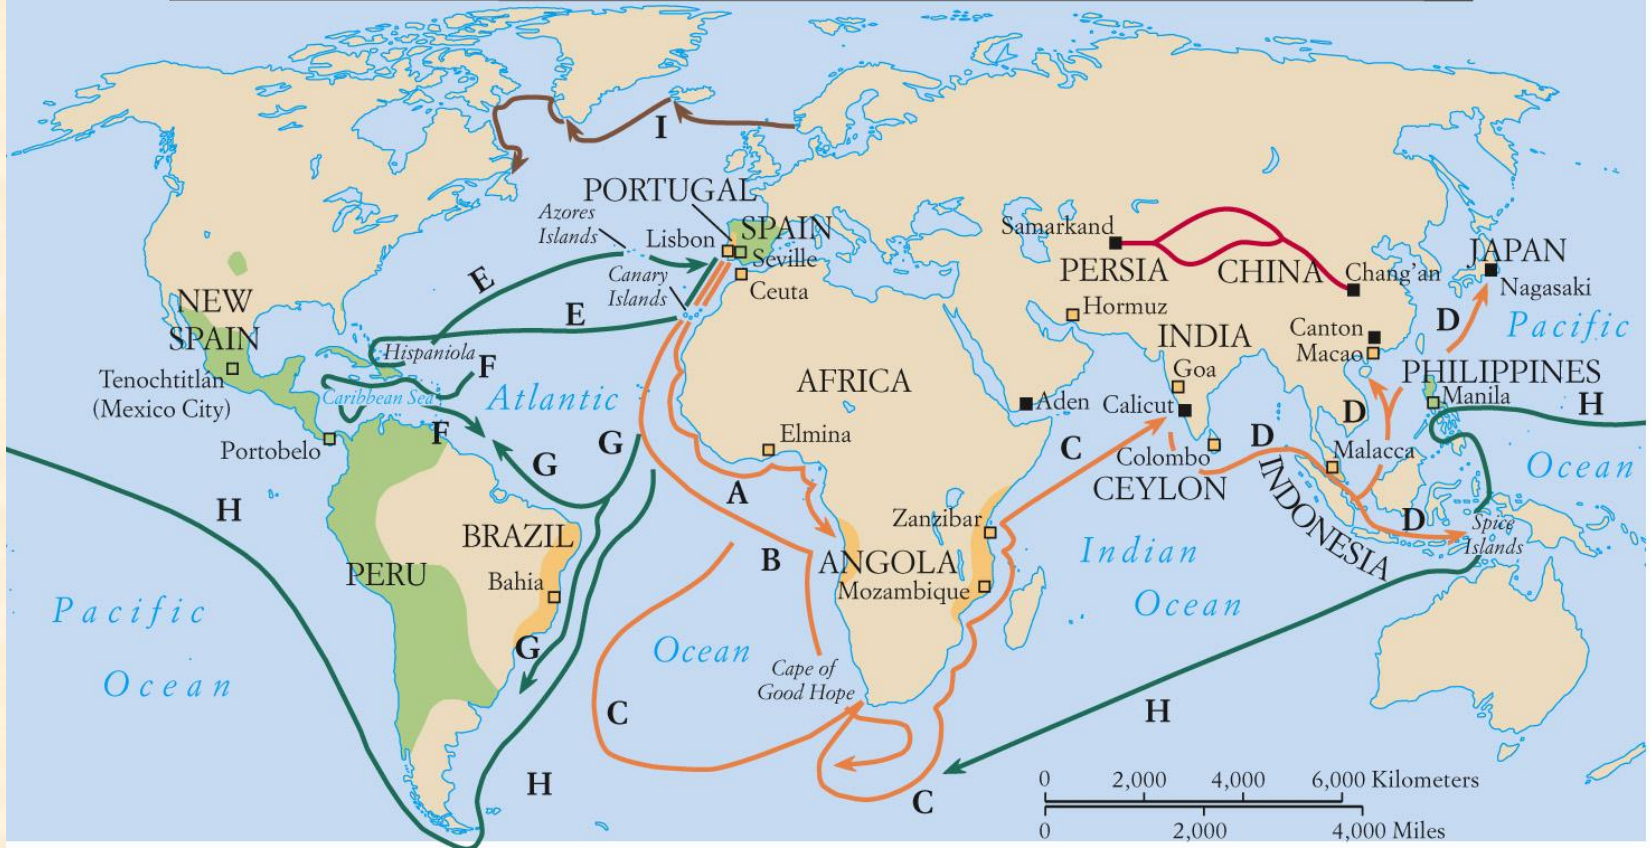 I
PORTUGAL
Azores
Islands
Lisbon
SPAIN
Seville
Canary
Islands
Ceuta
Samarkand
PERSIA
CHINA
Chang'an
JAPAN
Nagasaki
E
E
NEW
SPAIN
Hormuz
INDIA
Canton
Macao
D
Pacific
Hispaniola
F
Tenochtitlán
(Mexico City)
Caribbean Sea
Atlantic
AFRICA
Goa
Aden
Calicut
PHILIPPINES
Manila
H
D
Portobelo
F
G
G
Elmina
C
Colombo
D
Malacca
Ocean
CEYLON
INDONESIA
H
A
BRAZIL
Zanzibar
D
Spice
Islands
B
ANGOLA
Indian
PERU
Bahia
Mozambique
Ocean
Pacific
Ocean
G
Ocean
Cape of
Good Hope
C
H
H
C
0 2,000 4,000 6,000 Kilometers
0 2,000 4,000 Miles